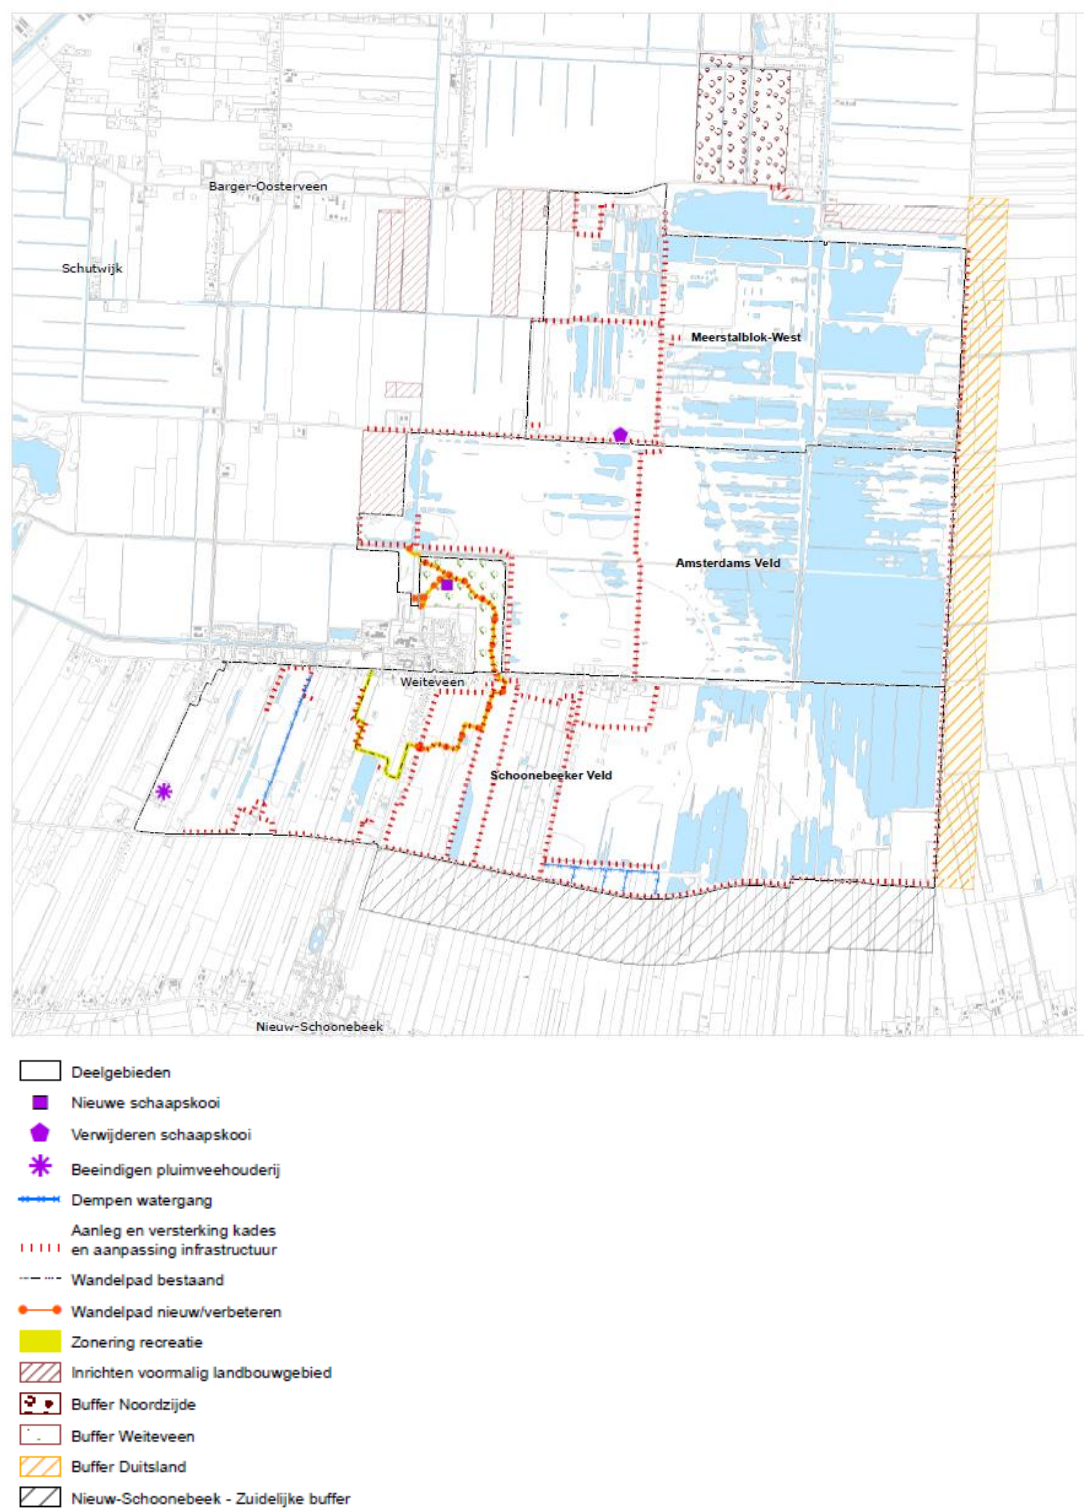 Barger-Oosterveen
Schutwijk
Meerstalblok-West
Amsterdams Veld
Weiteveen
Schoonebeeker Veld
Nieuw-Schoonebeek
Deelgebieden
Nieuwe schaapskooi
Verwijderen schaapskooi
Beeindigen pluimveehouderij
Dempen watergang
Aanleg en versterking kades
en aanpassing infrastructuur
Wandelpad bestaand
Wandelpad nieuw/verbeteren
Zonering recreatie
Inrichten voormalig landbouwgebied
Buffer Noordzijde
Buffer Weiteveen
Buffer Duitsland
Nieuw-Schoonebeek - Zuidelijke buffer